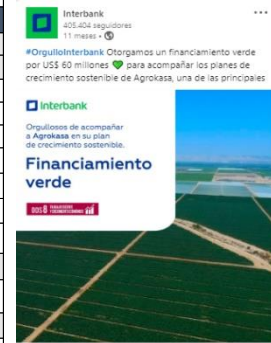 Interbank
405.404 seguidores
11 meses •
#OrgulloInterbank Otorgamos un financiamiento verde
por US$ 60 millones 💚 para acompañar los planes de
crecimiento sostenible de Agrokasa, una de las principales
Interbank
Orgullosos de acompañar
a Agrokasa en su plan
de crecimiento sostenible.
Financiamiento
verde
ODS 8